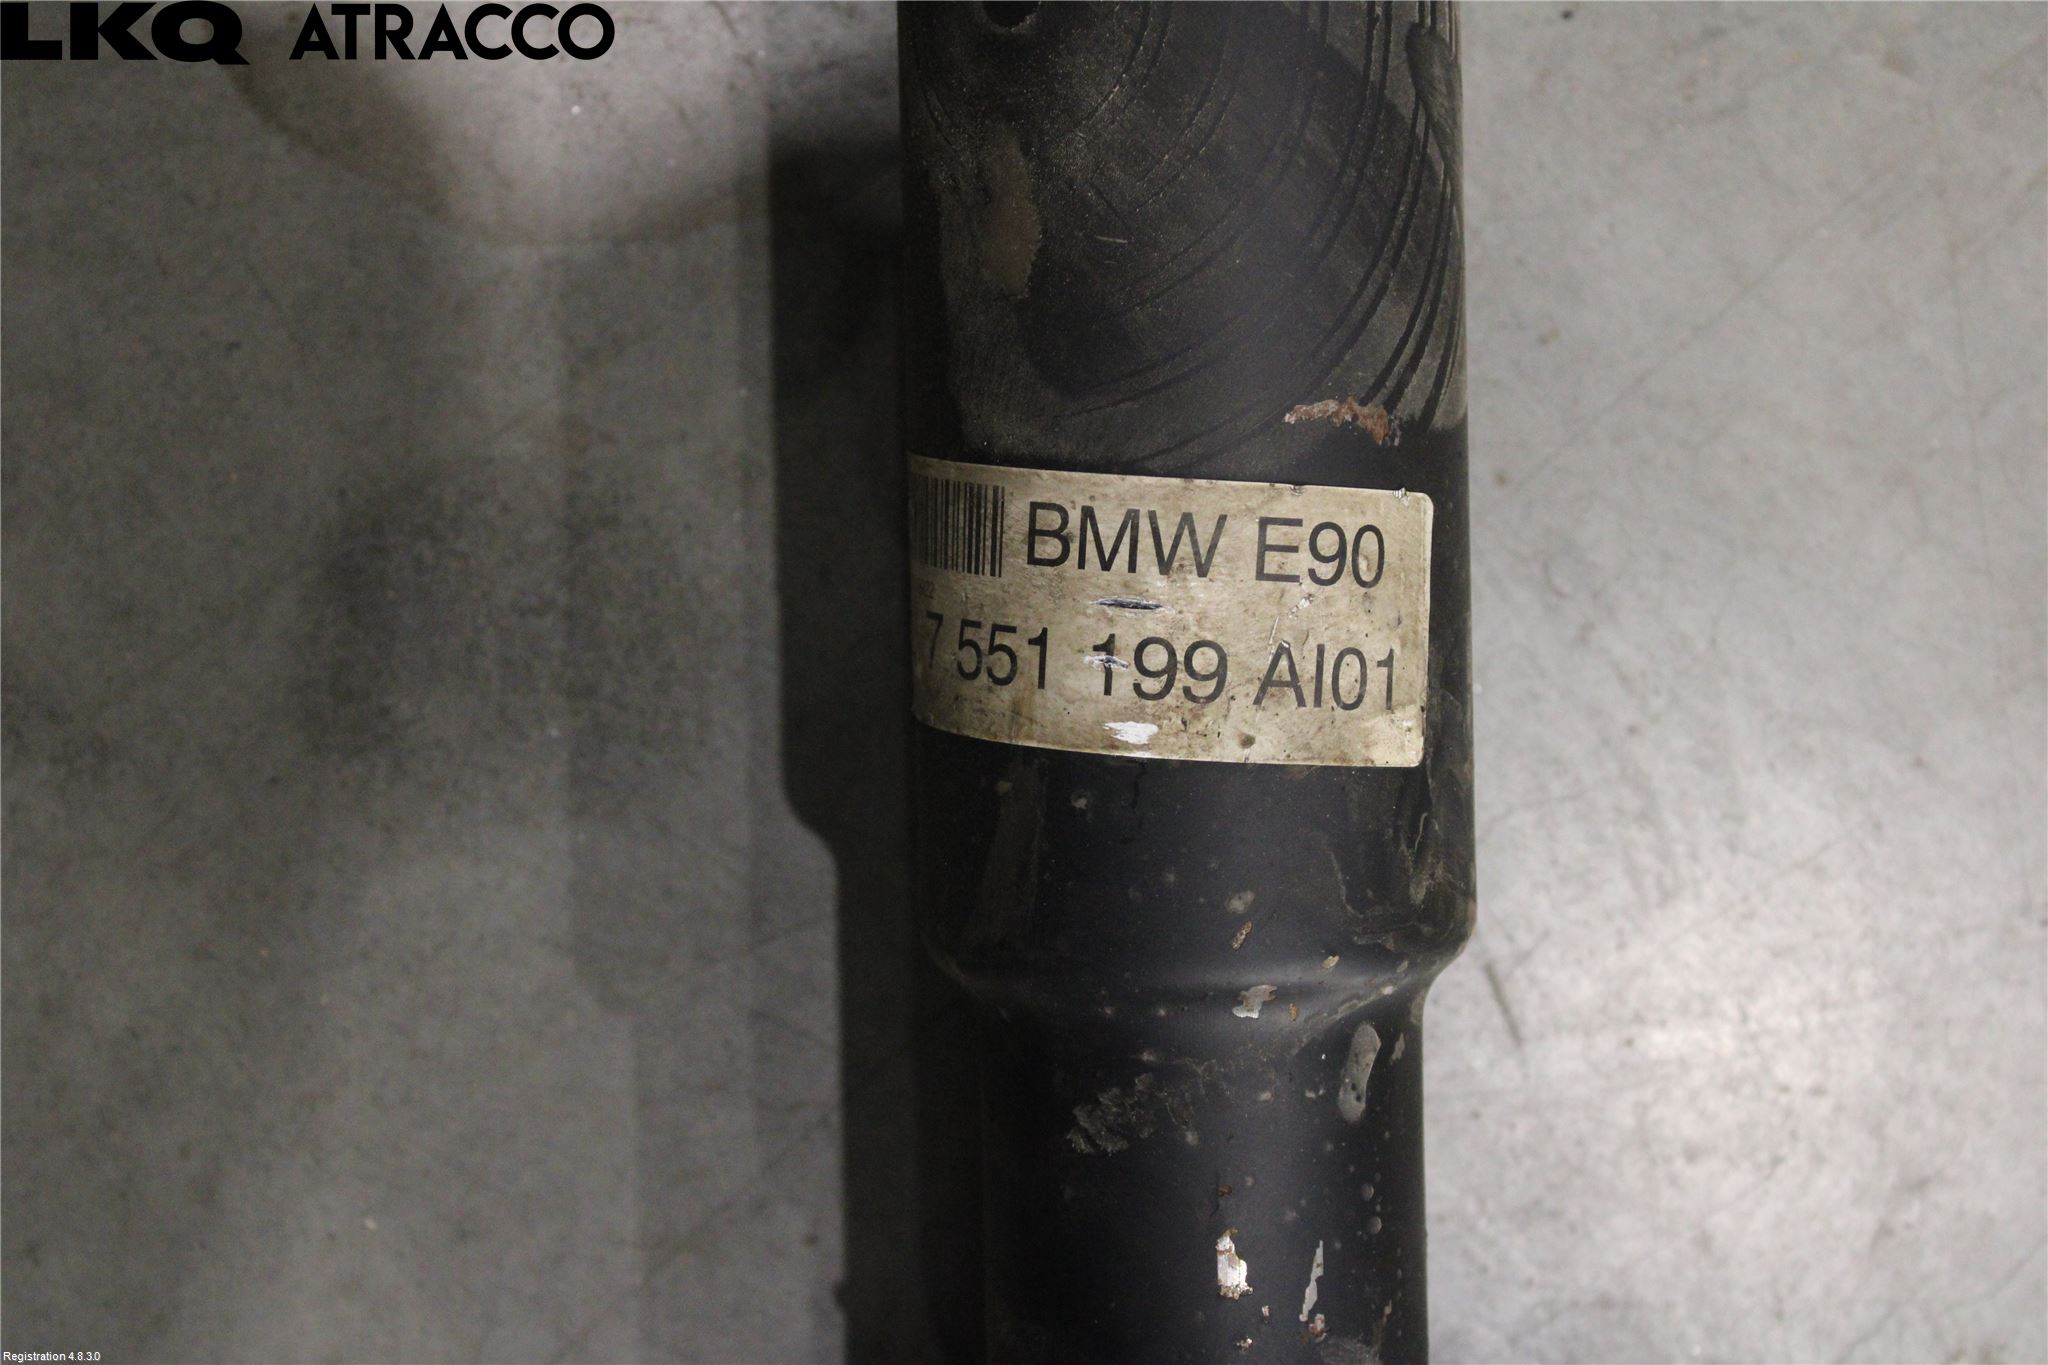 LKQ ATRACCO
BMW E90
7 551 199 AI01
Registration 4.8.3.0